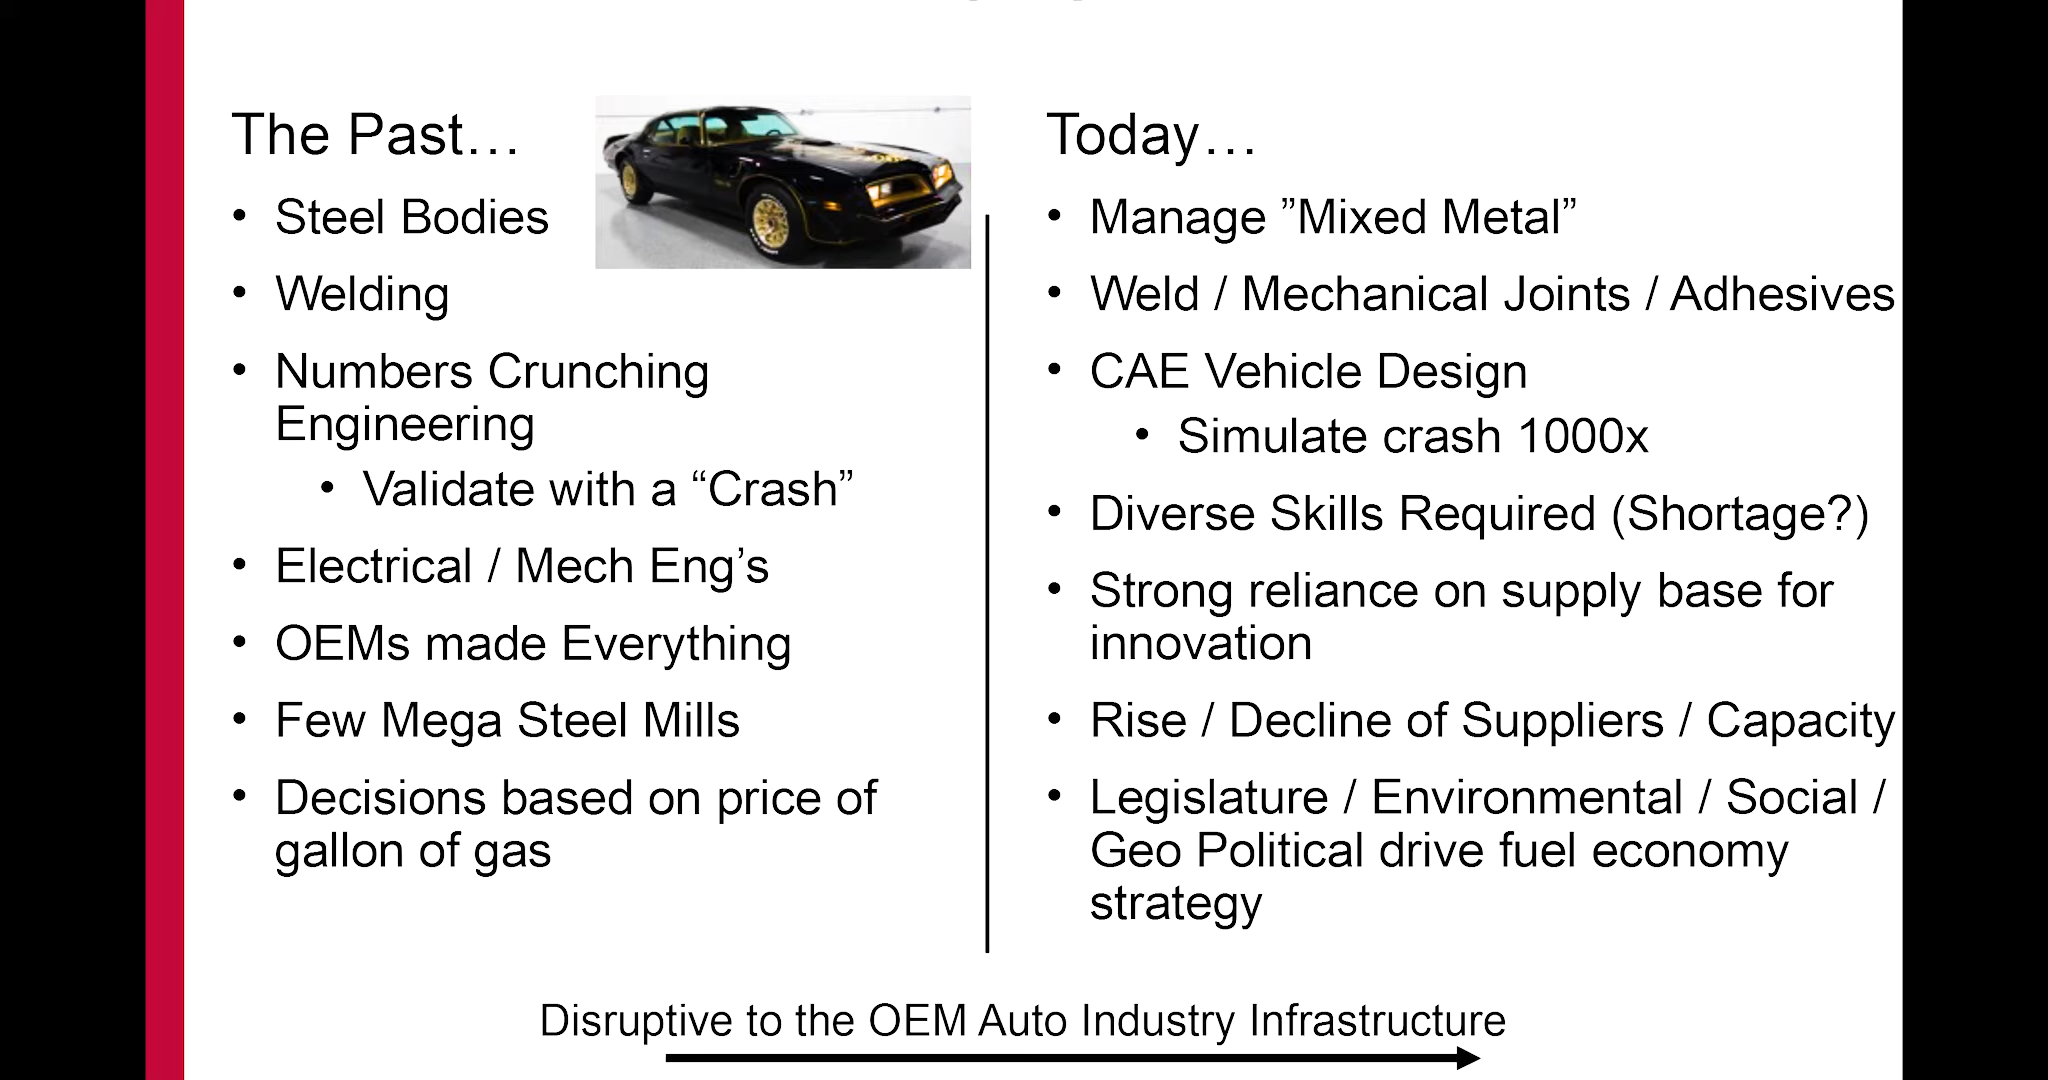 The Past…
• Steel Bodies
• Welding
• Numbers Crunching
Engineering
• Validate with a “Crash”
• Electrical / Mech Eng’s
• OEMs made Everything
• Few Mega Steel Mills
• Decisions based on price of
gallon of gas
Today…
• Manage ”Mixed Metal”
• Weld / Mechanical Joints / Adhesives
• CAE Vehicle Design
• Simulate crash 1000x
• Diverse Skills Required (Shortage?)
• Strong reliance on supply base for
innovation
• Rise / Decline of Suppliers / Capacity
• Legislature / Environmental / Social /
Geo Political drive fuel economy
strategy
Disruptive to the OEM Auto Industry Infrastructure